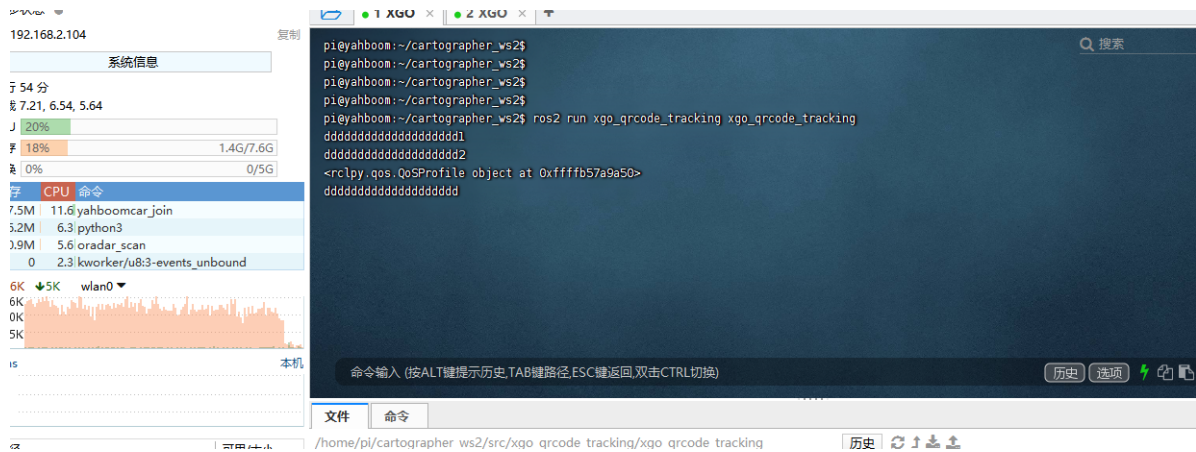 1 XGO × 2 XGO × +
192.168.2.104 复制
系统信息
行 54 分
7.21, 6.54, 5.64
20%
18% 1.4G/7.6G
0% 0/5G
存 CPU 命令
7.5M 11.6 yahboomcar_join
6.2M 6.3 python3
0.9M 5.6 oradar_scan
0 2.3 kworker/u8:3-events_unbound
6K 5K wlan0
6K
0K
5K
本机
搜索
pi@yahboom:~/cartographer_ws2$
pi@yahboom:~/cartographer_ws2$
pi@yahboom:~/cartographer_ws2$
pi@yahboom:~/cartographer_ws2$
pi@yahboom:~/cartographer_ws2$ ros2 run xgo_qrcode_tracking xgo_qrcode_tracking
dddddddddddddddddddd1
dddddddddddddddddddd2
<rclpy.qos.QoSProfile object at 0xffffb57a9a50>
dddddddddddddddddddd
命令输入 (按ALT键提示历史,TAB键路径,ESC键返回,双击CTRL切换) 历史 选项
文件 命令
/home/pi/cartographer_ws2/src/xgo_qrcode_tracking/xgo_qrcode_tracking 历史